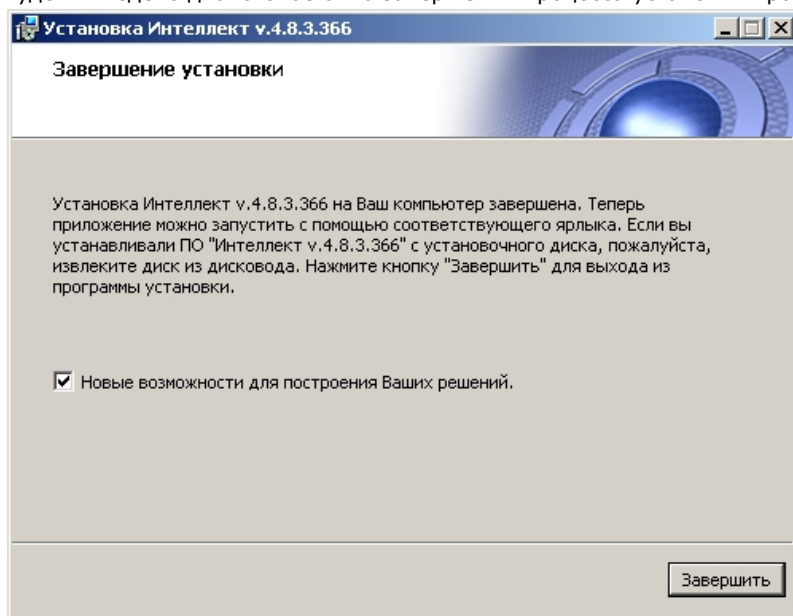 Установка Интеллект v.4.8.3.366
Завершение установки
Установка Интеллект v.4.8.3.366 на Ваш компьютер завершена. Теперь
приложение можно запустить с помощью соответствующего ярлыка. Если вы
устанавливали ПО "Интеллект v.4.8.3.366" с установочного диска, пожалуйста,
извлеките диск из дисковода. Нажмите кнопку "Завершить" для выхода из
программы установки.
Новые возможности для построения Ваших решений.
Завершить